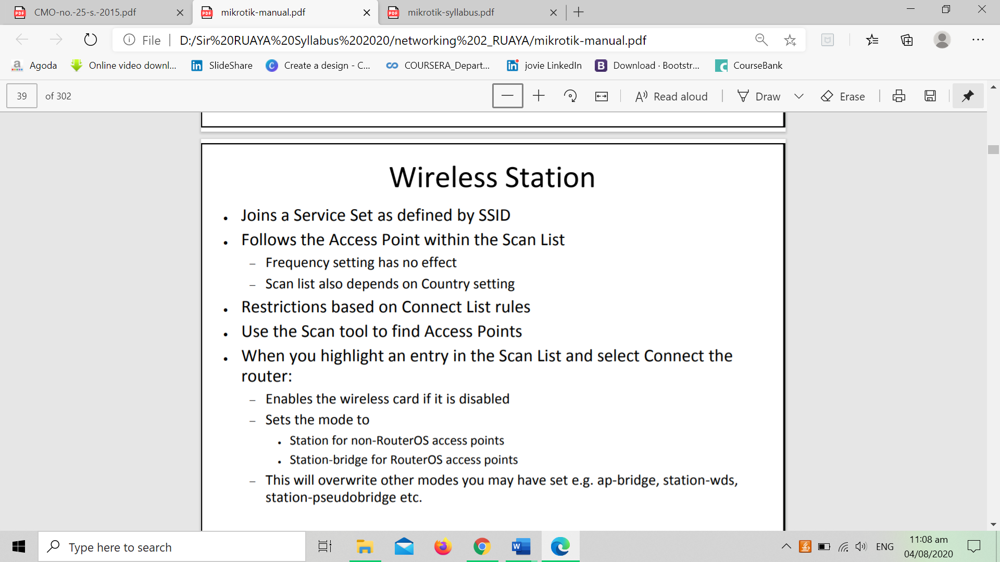 CMO-no.-25-s.-2015.pdf
mikrotik-manual.pdf
mikrotik-syllabus.pdf
File
D:/Sir%20RUAYA%20Syllabus%202020/networking%202_RUAYA/mikrotik-manual.pdf
Agoda
Online video downl...
SlideShare
Create a design - C...
COURSERA_Depart...
jovie LinkedIn
Download · Bootstr...
CourseBank
39 of 302
Read aloud
Draw
Erase
Wireless Station
• Joins a Service Set as defined by SSID
• Follows the Access Point within the Scan List
– Frequency setting has no effect
– Scan list also depends on Country setting
• Restrictions based on Connect List rules
• Use the Scan tool to find Access Points
• When you highlight an entry in the Scan List and select Connect the
router:
– Enables the wireless card if it is disabled
– Sets the mode to
• Station for non-RouterOS access points
• Station-bridge for RouterOS access points
– This will overwrite other modes you may have set e.g. ap-bridge, station-wds,
station-pseudobridge etc.
Type here to search
ENG
11:08 am
04/08/2020